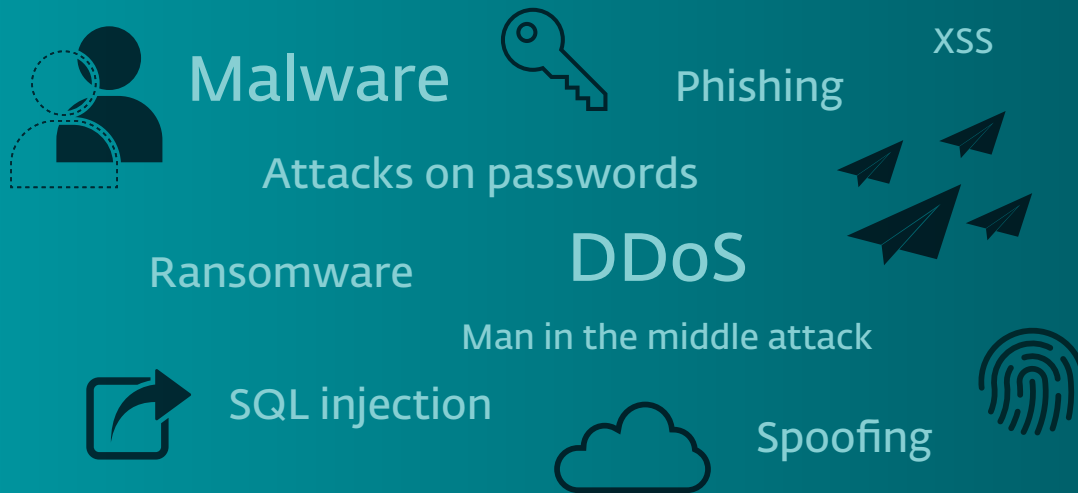 XSS
Malware
Phishing
Attacks on passwords
DDoS
Ransomware
Man in the middle attack
SQL injection
Spoofing